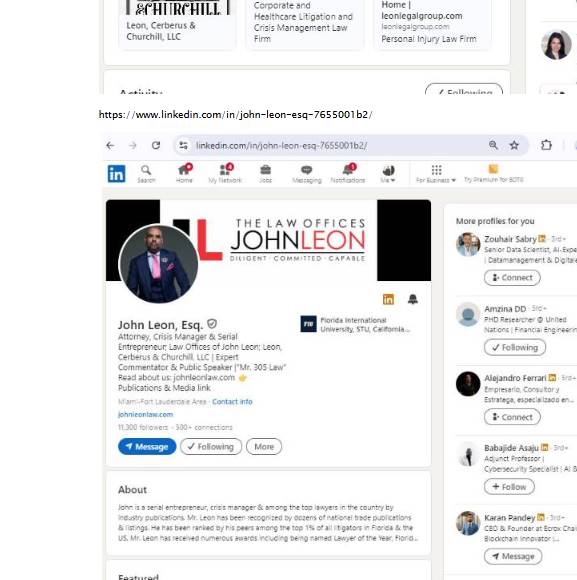 &CHURCHILL
Leon, Cerberus &
Churchill, LLC
Corporate and
Healthcare Litigation and
Crisis Management Law
Firm
Home |
leonlegalgroup.com
leonlegalgroup.com
Personal Injury Law Firm
Activity
Following
https://www.linkedin.com/in/john-leon-esq-7655001b2/
linkedin.com/in/john-leon-esq-7655001b2/
in
Search
Home
My Network
Jobs
Messaging
Notifications
Me
For Business
Try Premium for BOT0
THE LAW OFFICES
JOHNLEON
DILIGENT · COMMITTED · CAPABLE
John Leon, Esq.
Attorney, Crisis Manager & Serial
Entrepreneur; Law Offices of John Leon; Leon,
Cerberus & Churchill, LLC | Expert
Commentator & Public Speaker |"Mr. 305 Law"
Read about us: johnleonlaw.com 👉
Publications & Media link
Miami-Fort Lauderdale Area · Contact info
johnleonlaw.com
11,300 followers · 500+ connections
Message
Following
More
FIU
Florida International
University, STU, California...
About
John is a serial entrepreneur, crisis manager & among the top lawyers in the country by
industry publications. Mr. Leon has been recognized by dozens of national trade publications
& listings. He has been ranked by his peers among the top 1% of all litigators in Florida & the
US. Mr. Leon has received numerous awards including being named Lawyer of the Year, Florid...
Featured
More profiles for you
Zouhair Sabry in · 3rd+
Senior Data Scientist, AI-Expe
| Datamanagement & Digitale
Connect
Amzina DD · 3rd+
PHD Researcher @ United
Nations | Financial Engineerin
Following
Alejandro Ferrari in · 3rd+
Empresario, Consultor y
Estratega, especializado en...
Connect
Babajide Asaju in · 3rd+
Adjunct Professor |
Cybersecurity Specialist | AI &
Follow
Karan Pandey in · 3rd+
CEO & Founder at Ecrox Chai
Blockchain Innovator |...
Message